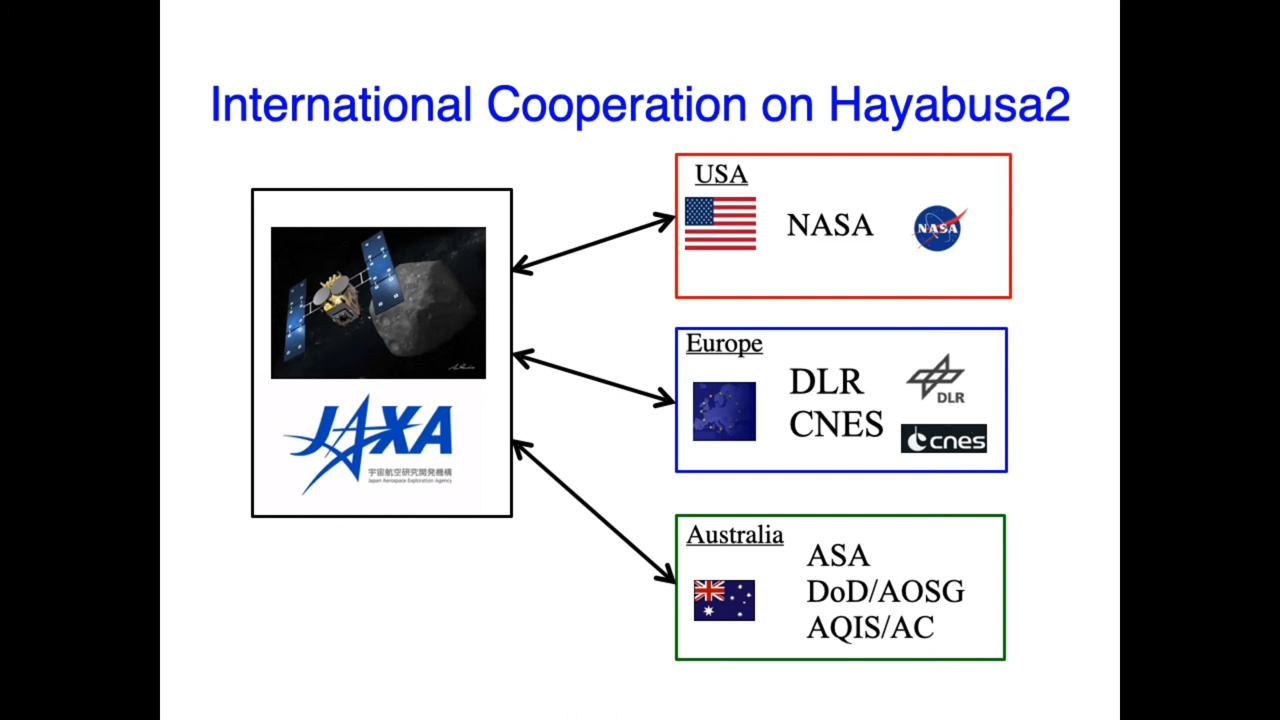 International Cooperation on Hayabusa2
JAXA
宇宙航空研究開発機構
Japan Aerospace Exploration Agency
USA
NASA
NASA
Europe
DLR
CNES
DLR
cnes
Australia
ASA
DoD/AOSG
AQIS/AC